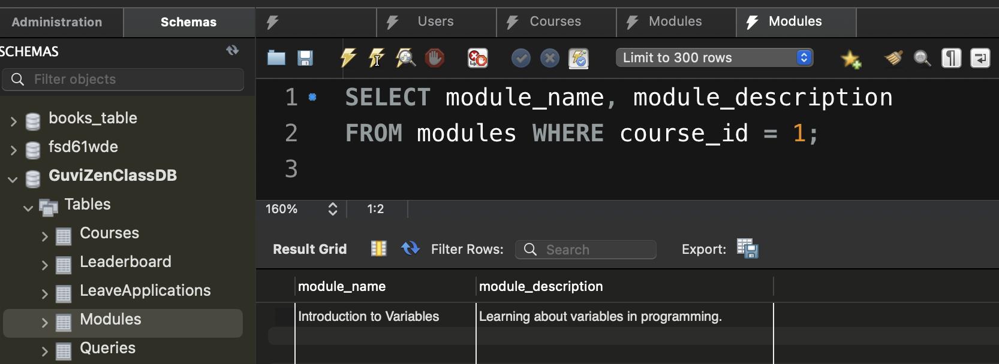 Administration
Schemas
Users
Courses
Modules
Modules
SCHEMAS
Filter objects
Limit to 300 rows
books_table
fsd61wde
GuviZenClassDB
Tables
Courses
Leaderboard
LeaveApplications
Modules
Queries
1 SELECT module_name, module_description
2 FROM modules WHERE course_id = 1;
3
160% 1:2
Result Grid Filter Rows: Search Export:
module_name module_description
Introduction to Variables Learning about variables in programming.